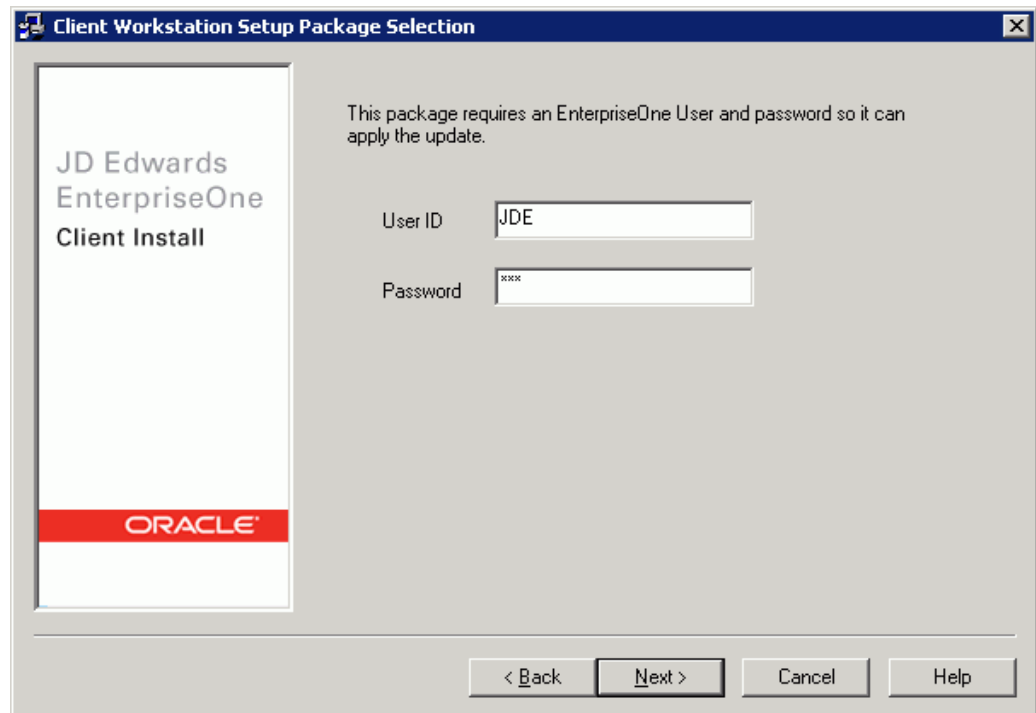 Client Workstation Setup Package Selection
JD Edwards
EnterpriseOne
Client Install
ORACLE
This package requires an EnterpriseOne User and password so it can
apply the update.
User ID
JDE
Password
***
< Back
Next >
Cancel
Help